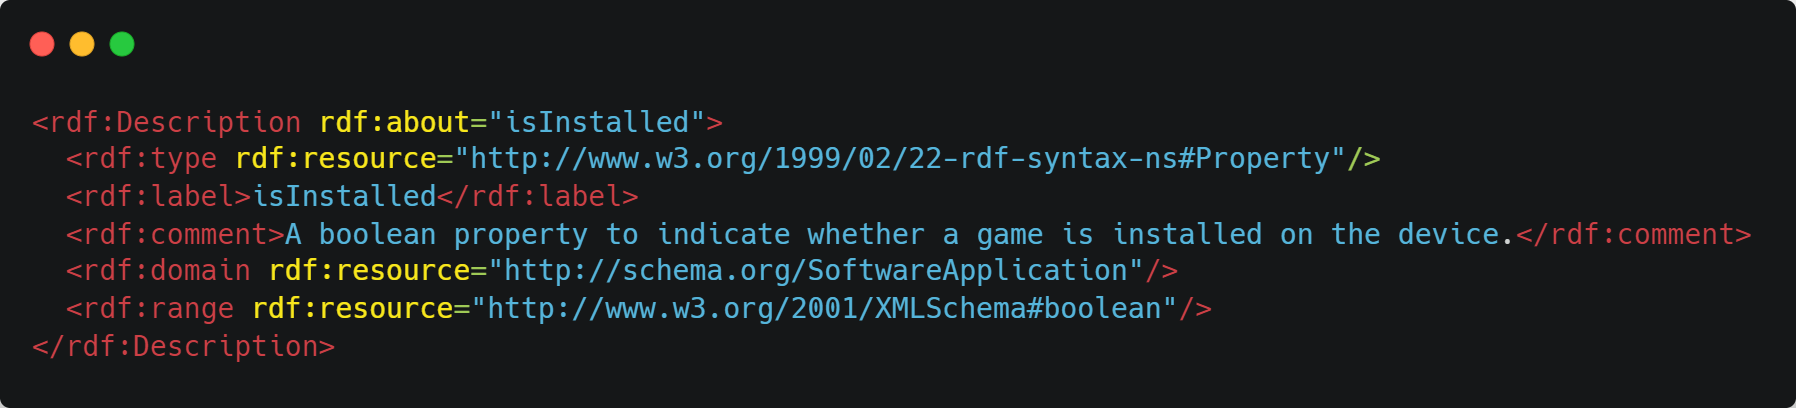 <rdf:Description rdf:about="isInstalled">
  <rdf:type rdf:resource="http://www.w3.org/1999/02/22-rdf-syntax-ns#Property"/>
  <rdf:label>isInstalled</rdf:label>
  <rdf:comment>A boolean property to indicate whether a game is installed on the device.</rdf:comment>
  <rdf:domain rdf:resource="http://schema.org/SoftwareApplication"/>
  <rdf:range rdf:resource="http://www.w3.org/2001/XMLSchema#boolean"/>
</rdf:Description>